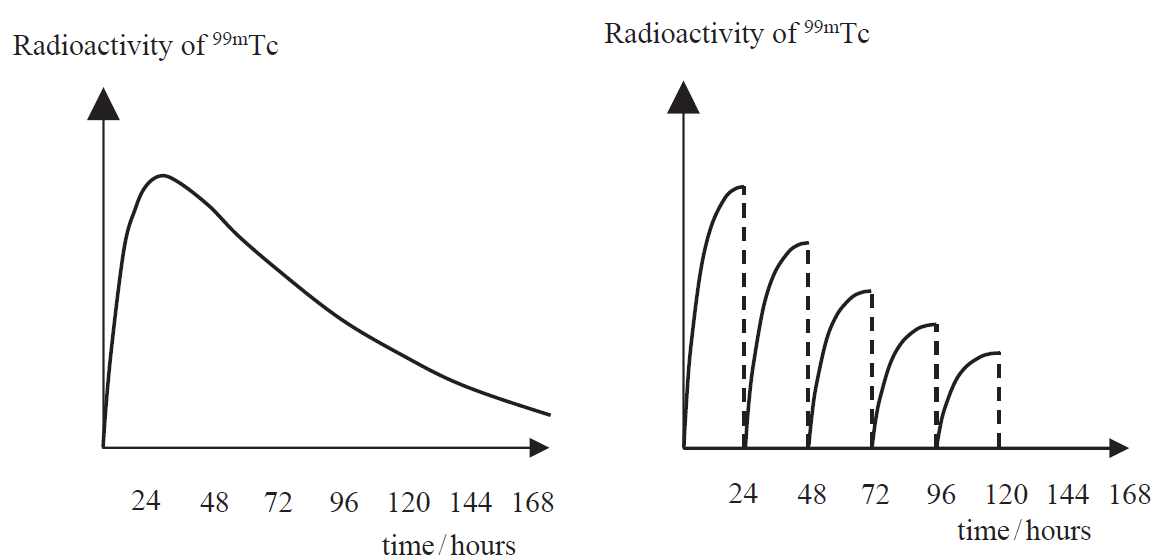 Radioactivity of ⁹⁹ᵐTc
24 48 72 96 120 144 168
time / hours
Radioactivity of ⁹⁹ᵐTc
24 48 72 96 120 144 168
time / hours